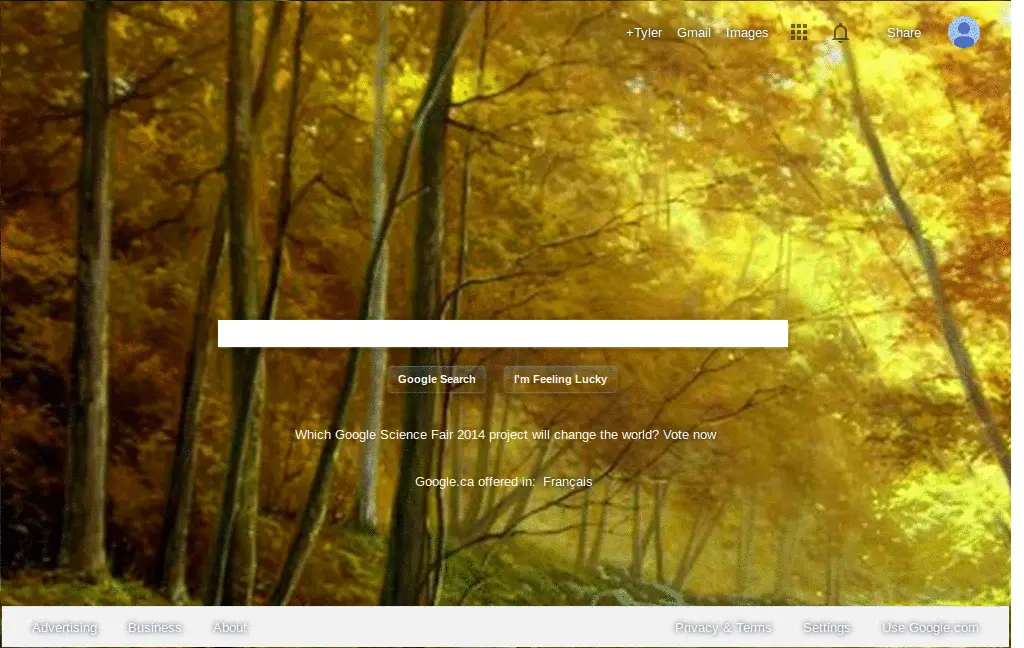 +Tyler Gmail Images Share
Google Search I'm Feeling Lucky
Which Google Science Fair 2014 project will change the world? Vote now
Google.ca offered in: Français
Advertising Business About Privacy & Terms Settings Use Google.com